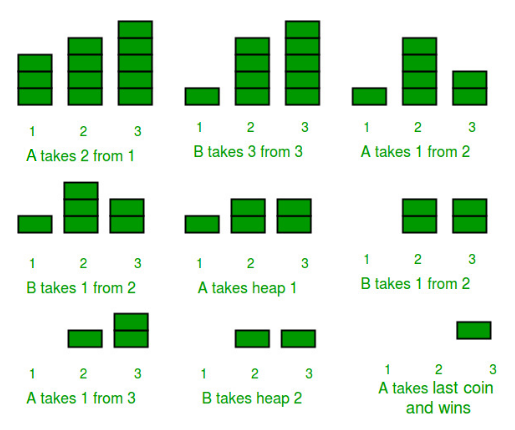 1 2 3
A takes 2 from 1
1 2 3
B takes 3 from 3
1 2 3
A takes 1 from 2
1 2 3
B takes 1 from 2
1 2 3
A takes heap 1
1 2 3
B takes 1 from 2
1 2 3
A takes 1 from 3
1 2 3
B takes heap 2
1 2 3
A takes last coin
and wins